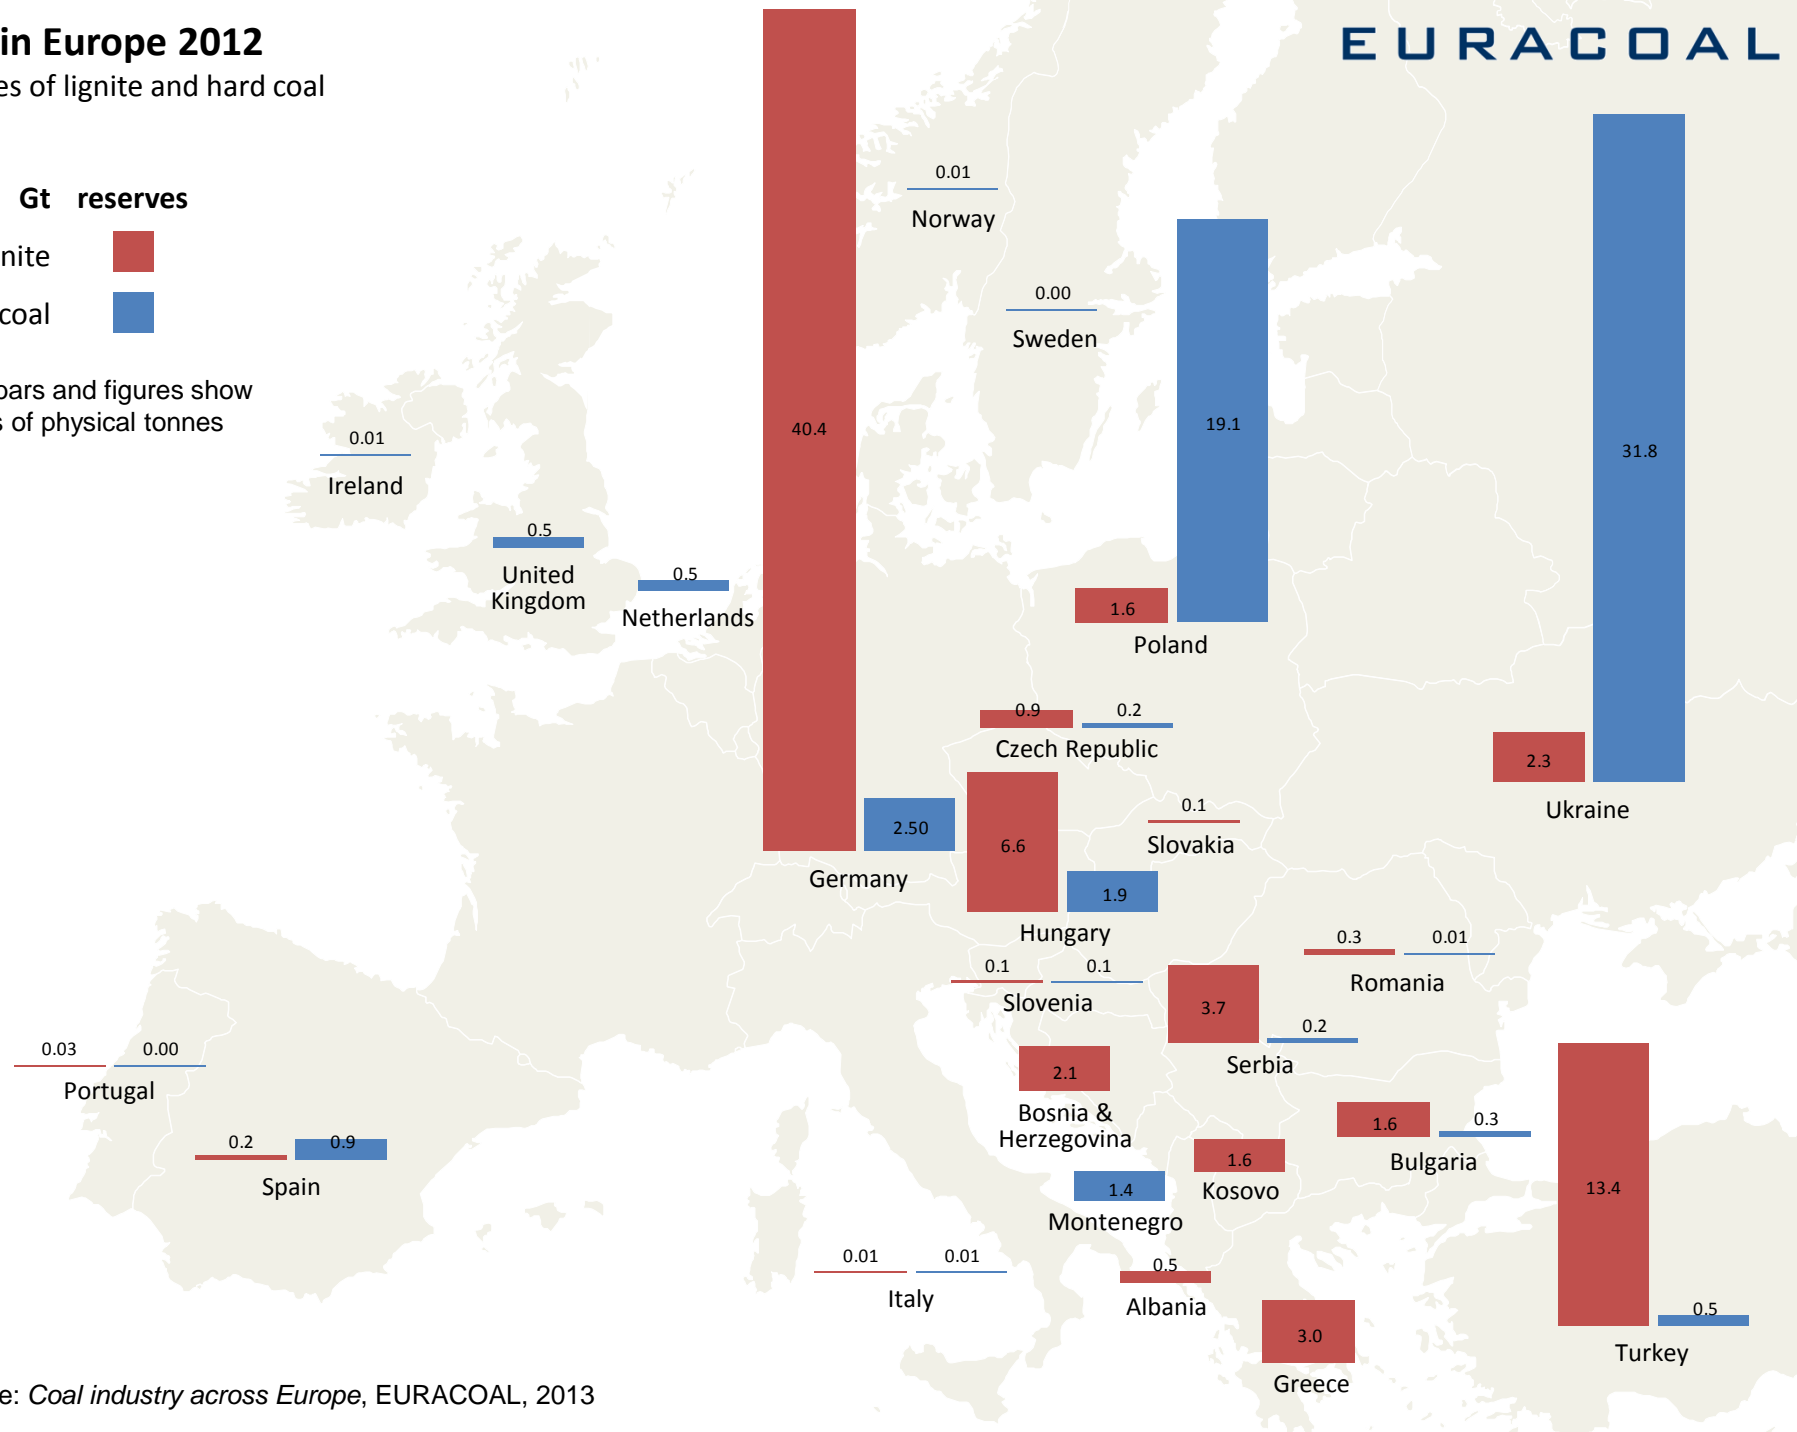 in Europe 2012
es of lignite and hard coal
EURACOAL
Gt reserves
nite
coal
bars and figures show
s of physical tonnes
0.01
Norway
0.00
Sweden
0.01
Ireland
0.5
United
Kingdom
0.5
Netherlands
40.4
2.50
Germany
1.6
19.1
Poland
2.3
31.8
Ukraine
0.9
0.2
Czech Republic
0.1
Slovakia
6.6
1.9
Hungary
0.1
0.1
Slovenia
0.3
0.01
Romania
3.7
0.2
Serbia
0.03
0.00
Portugal
0.2
0.9
Spain
2.1
Bosnia &
Herzegovina
1.6
0.3
Bulgaria
1.6
Kosovo
1.4
Montenegro
13.4
0.5
Turkey
0.01
0.01
Italy
0.5
Albania
3.0
Greece
e: Coal industry across Europe, EURACOAL, 2013